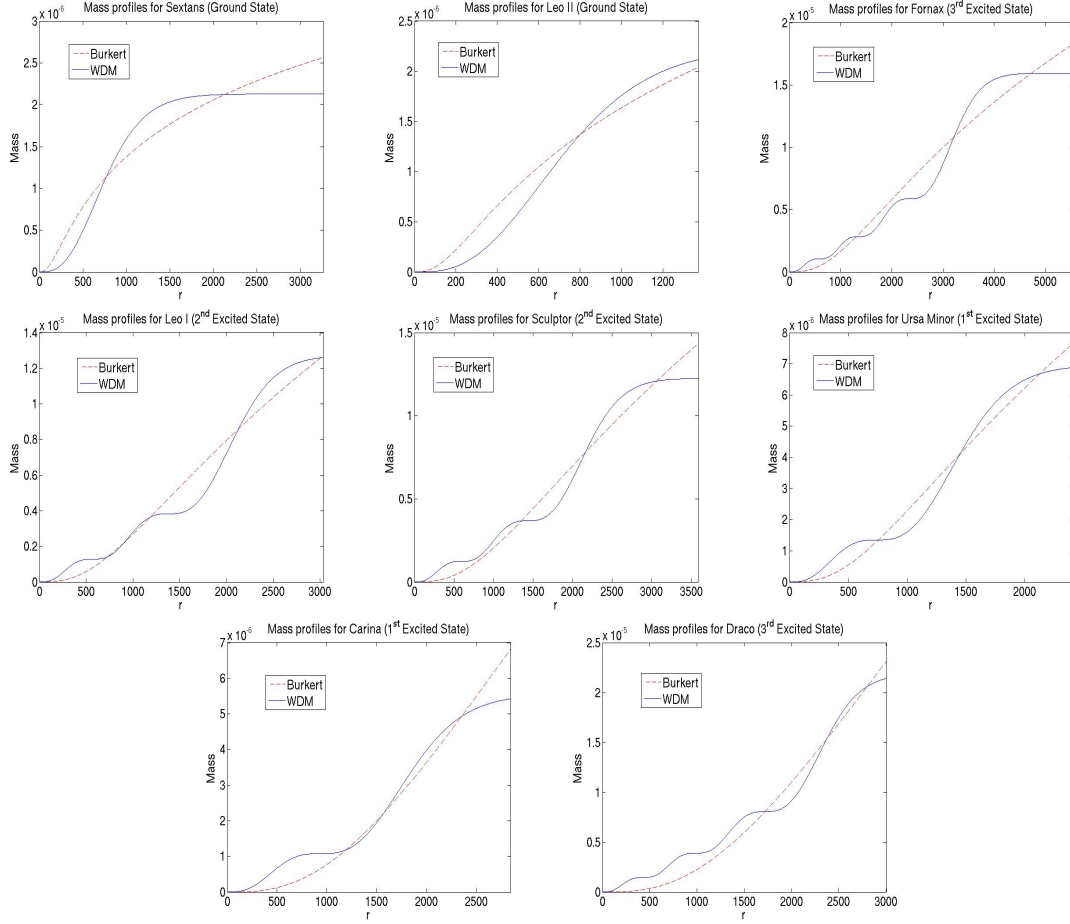 Mass profiles for Sextans (Ground State)
x 10^-6
3
2.5
2
1.5
1
0.5
0
Mass
Burkert
WDM
0 500 1000 1500 2000 2500 3000
r
Mass profiles for Leo II (Ground State)
x 10^-6
2.5
2
1.5
1
0.5
0
Mass
Burkert
WDM
0 200 400 600 800 1000 1200
r
Mass profiles for Fornax (3rd Excited State)
x 10^-5
2
1.5
1
0.5
0
Mass
Burkert
WDM
0 1000 2000 3000 4000 5000
r
Mass profiles for Leo I (2nd Excited State)
x 10^-5
1.4
1.2
1
0.8
0.6
0.4
0.2
0
Mass
Burkert
WDM
0 500 1000 1500 2000 2500 3000
r
Mass profiles for Sculptor (2nd Excited State)
x 10^-5
1.5
1
0.5
0
Mass
Burkert
WDM
0 500 1000 1500 2000 2500 3000 3500
r
Mass profiles for Ursa Minor (1st Excited State)
x 10^-6
8
7
6
5
4
3
2
1
0
Mass
Burkert
WDM
0 500 1000 1500 2000
r
Mass profiles for Carina (1st Excited State)
x 10^-6
7
6
5
4
3
2
1
0
Mass
Burkert
WDM
0 500 1000 1500 2000 2500
r
Mass profiles for Draco (3rd Excited State)
x 10^-5
2.5
2
1.5
1
0.5
0
Mass
Burkert
WDM
0 500 1000 1500 2000 2500 3000
r